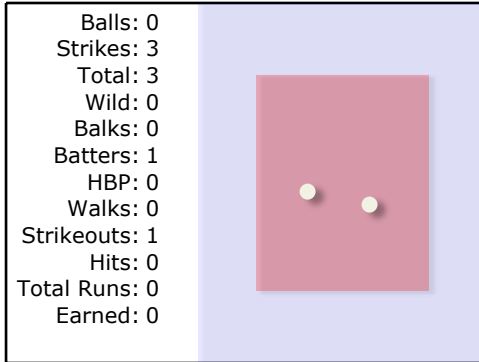 Balls: 0
Strikes: 3
Total: 3
Wild: 0
Balks: 0
Batters: 1
HBP: 0
Walks: 0
Strikeouts: 1
Hits: 0
Total Runs: 0
Earned: 0